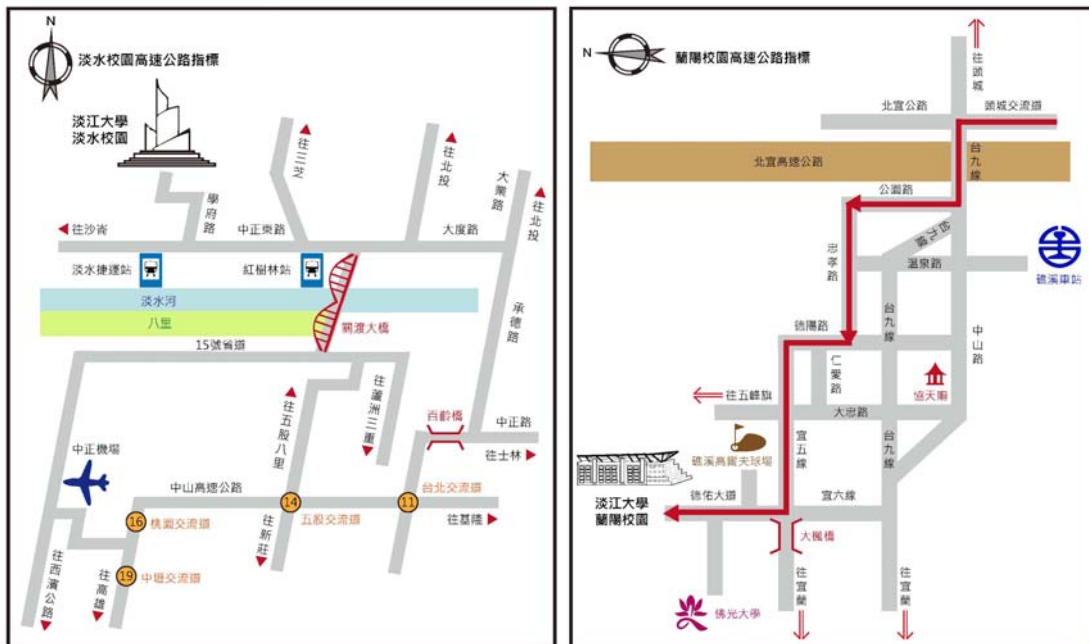 N
淡水校園高速公路指標
淡江大學
淡水校園
往三芝
往北投
大業路
往北投
學府路
往沙崙
中正東路
大度路
淡水捷運站
紅樹林站
淡水河
八里
關渡大橋
承德路
15號省道
往五股八里
往蘆洲三重
百齡橋
中正路
往士林
中正機場
中山高速公路
台北交流道
16
桃園交流道
14
五股交流道
11
往基隆
往新莊
19
中壢交流道
往西濱公路
往高雄
N
蘭陽校園高速公路指標
往頭城
北宜公路
頭城交流道
北宜高速公路
台九線
公園路
台九線
忠孝路
溫泉路
礁溪車站
德陽路
台九線
中山路
仁愛路
協天廟
往五峰旗
大忠路
礁溪高爾夫球場
宜五線
台九線
淡江大學
蘭陽校園
德佑大道
宜六線
大楓橋
佛光大學
往宜蘭
往宜蘭